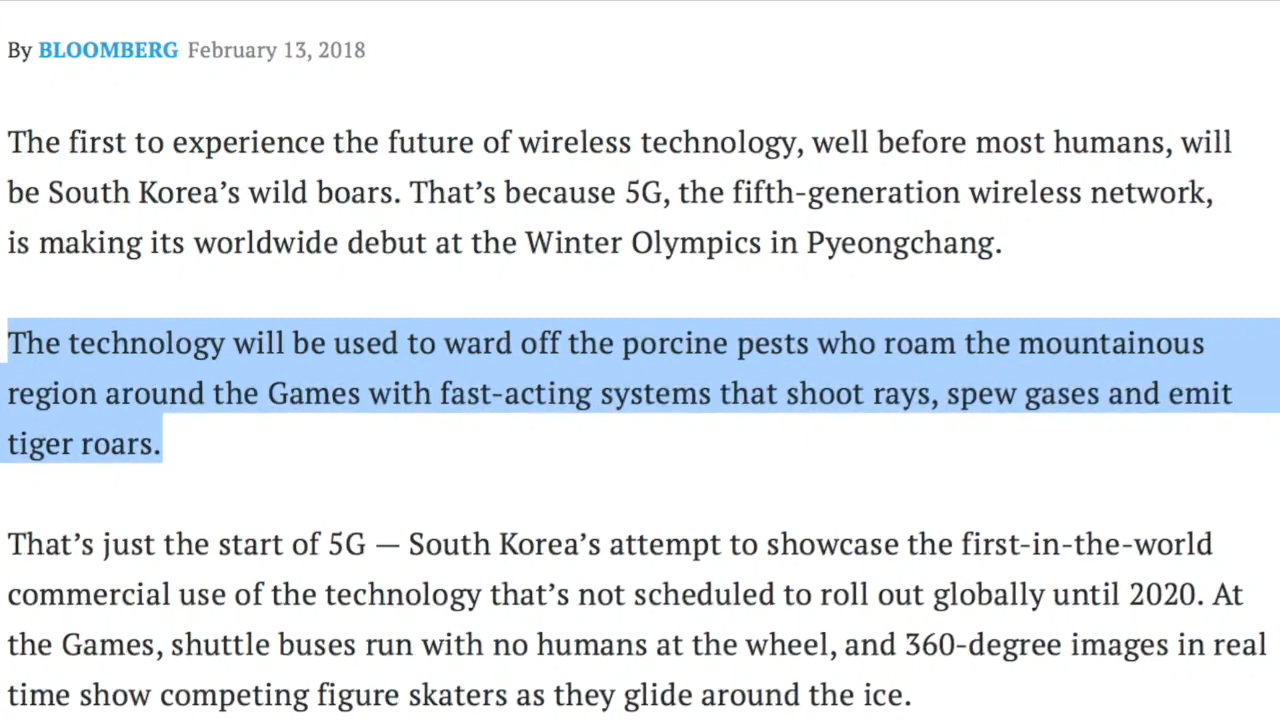 By BLOOMBERG February 13, 2018
The first to experience the future of wireless technology, well before most humans, will
be South Korea’s wild boars. That’s because 5G, the fifth-generation wireless network,
is making its worldwide debut at the Winter Olympics in Pyeongchang.
The technology will be used to ward off the porcine pests who roam the mountainous
region around the Games with fast-acting systems that shoot rays, spew gases and emit
tiger roars.
That’s just the start of 5G — South Korea’s attempt to showcase the first-in-the-world
commercial use of the technology that’s not scheduled to roll out globally until 2020. At
the Games, shuttle buses run with no humans at the wheel, and 360-degree images in real
time show competing figure skaters as they glide around the ice.